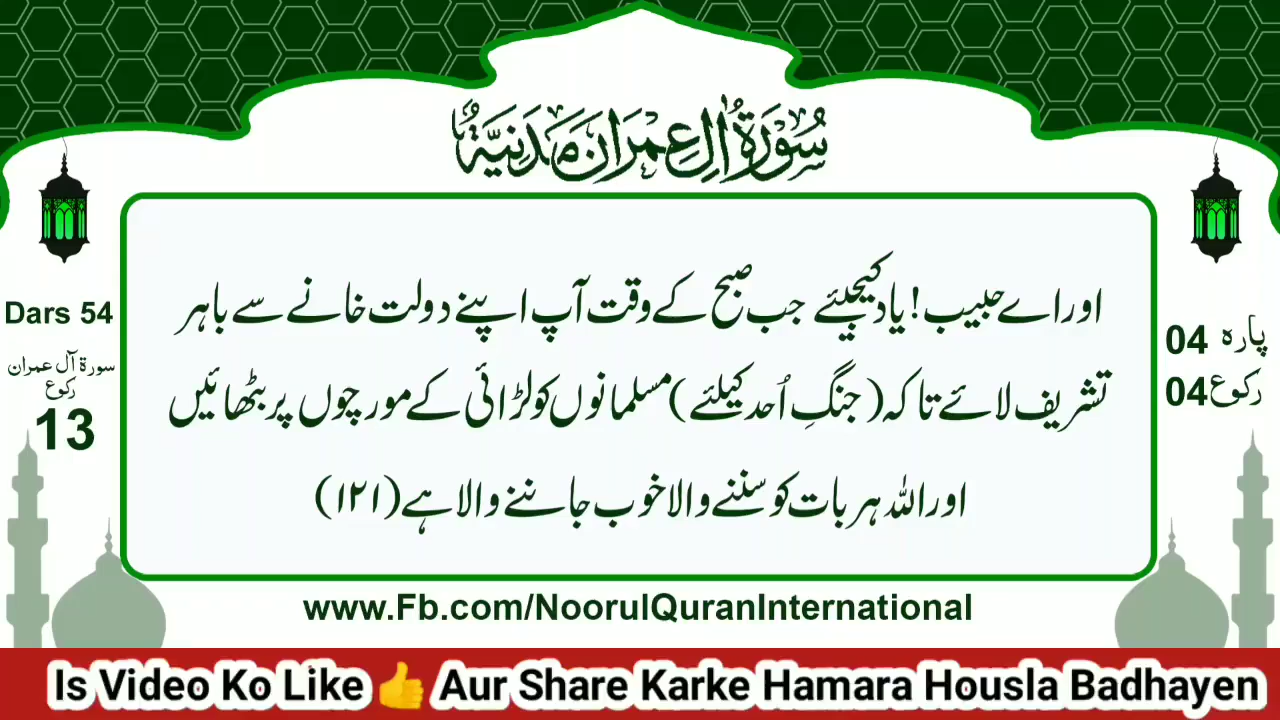 سُوْرَةُ اٰلِ عِمْرَانَ مَدَنِيَّةٌ
اور اے حبیب! یاد کیجیئے جب صبح کے وقت آپ اپنے دولت خانے سے باہر
تشریف لائے تاکہ (جنگِ اُحد کیلئے) مسلمانوں کو لڑائی کے مورچوں پر بٹھائیں
اور اللہ ہر بات کو سننے والا خوب جاننے والا ہے (۱۲۱)
Dars 54
سورۃ آل عمران
رکوع
13
پارہ 04
رکوع 04
www.Fb.com/NoorulQuranInternational
Is Video Ko Like 👍 Aur Share Karke Hamara Housla Badhayen